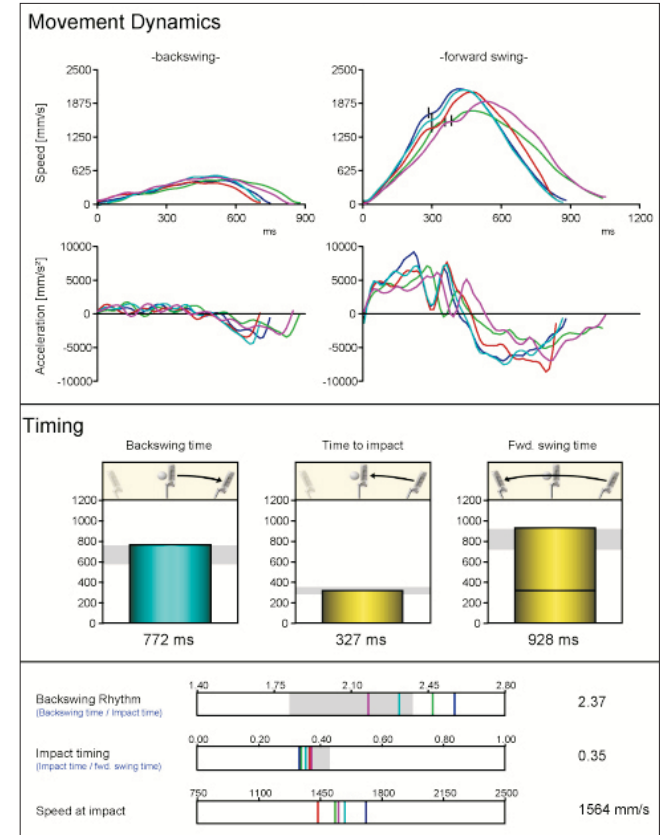 Movement Dynamics
-backswing-
-forward swing-
Speed [mm/s]
2500
1875
1250
625
0
0 300 600 900
ms
2500
1875
1250
625
0
0 300 600 900 1200
ms
Acceleration [mm/s²]
10000
5000
0
-5000
-10000
10000
5000
0
-5000
-10000
Timing
Backswing time
Time to impact
Fwd. swing time
1200
1000
800
600
400
200
0
1200
1000
800
600
400
200
0
1200
1000
800
600
400
200
0
772 ms
327 ms
928 ms
1.40 1.75 2.10 2.45 2.80
Backswing Rhythm
2.37
(Backswing time / Impact time)
0.00 0.20 0.40 0.60 0.80 1.00
Impact timing
0.35
(Impact time / fwd. swing time)
750 1100 1450 1800 2150 2500
Speed at impact
1564 mm/s